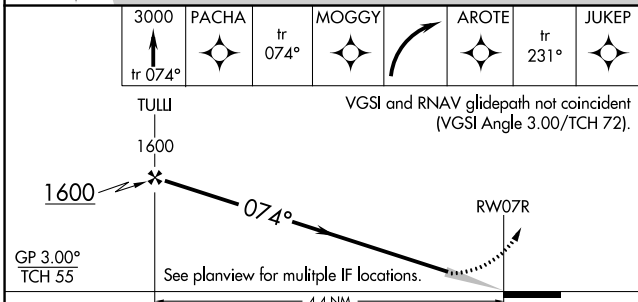 3000
tr 074°
PACHA
tr
074°
MOGGY
AROTE
tr
231°
JUKEP
TULLI
1600
VGSI and RNAV glidepath not coincident
(VGSI Angle 3.00/TCH 72).
1600
074°
RW07R
GP 3.00°
TCH 55
See planview for mulitple IF locations.
4.4 NM